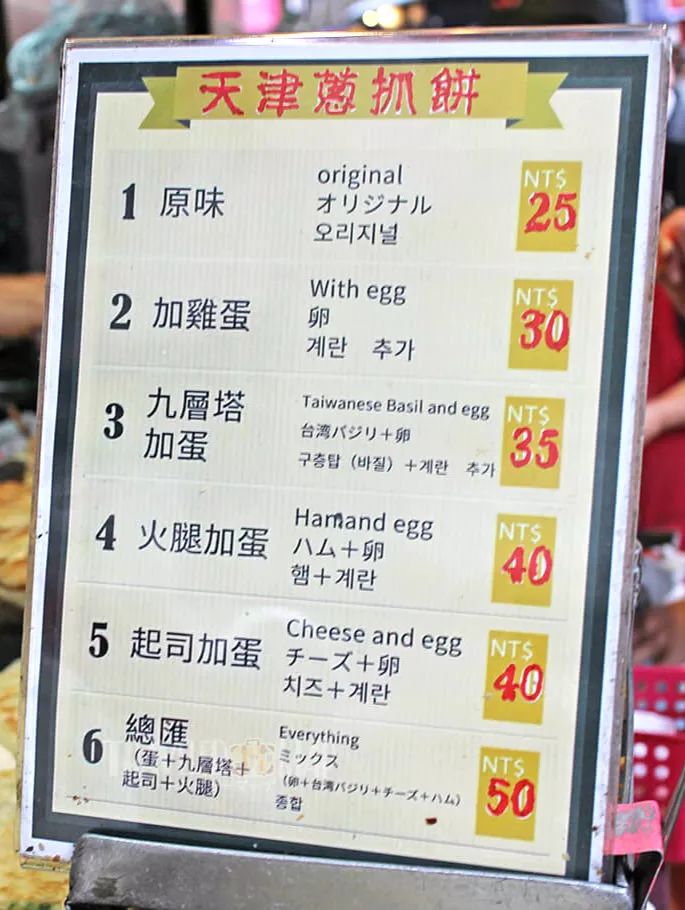 天津蔥抓餅
1 原味
original
オリジナル
오리지널
NT$ 25
2 加雞蛋
With egg
卵
계란 추가
NT$ 30
3 九層塔
加蛋
Taiwanese Basil and egg
台湾バジリ+卵
구층탑（바질）+계란 추가
NT$ 35
4 火腿加蛋
Hamand egg
ハム+卵
햄+계란
NT$ 40
5 起司加蛋
Cheese and egg
チーズ+卵
치즈+계란
NT$ 40
6 總匯
（蛋+九層塔+
起司+火腿）
Everything
ミックス
（卵+台湾バジリ+チーズ+ハム）
종합
NT$ 50